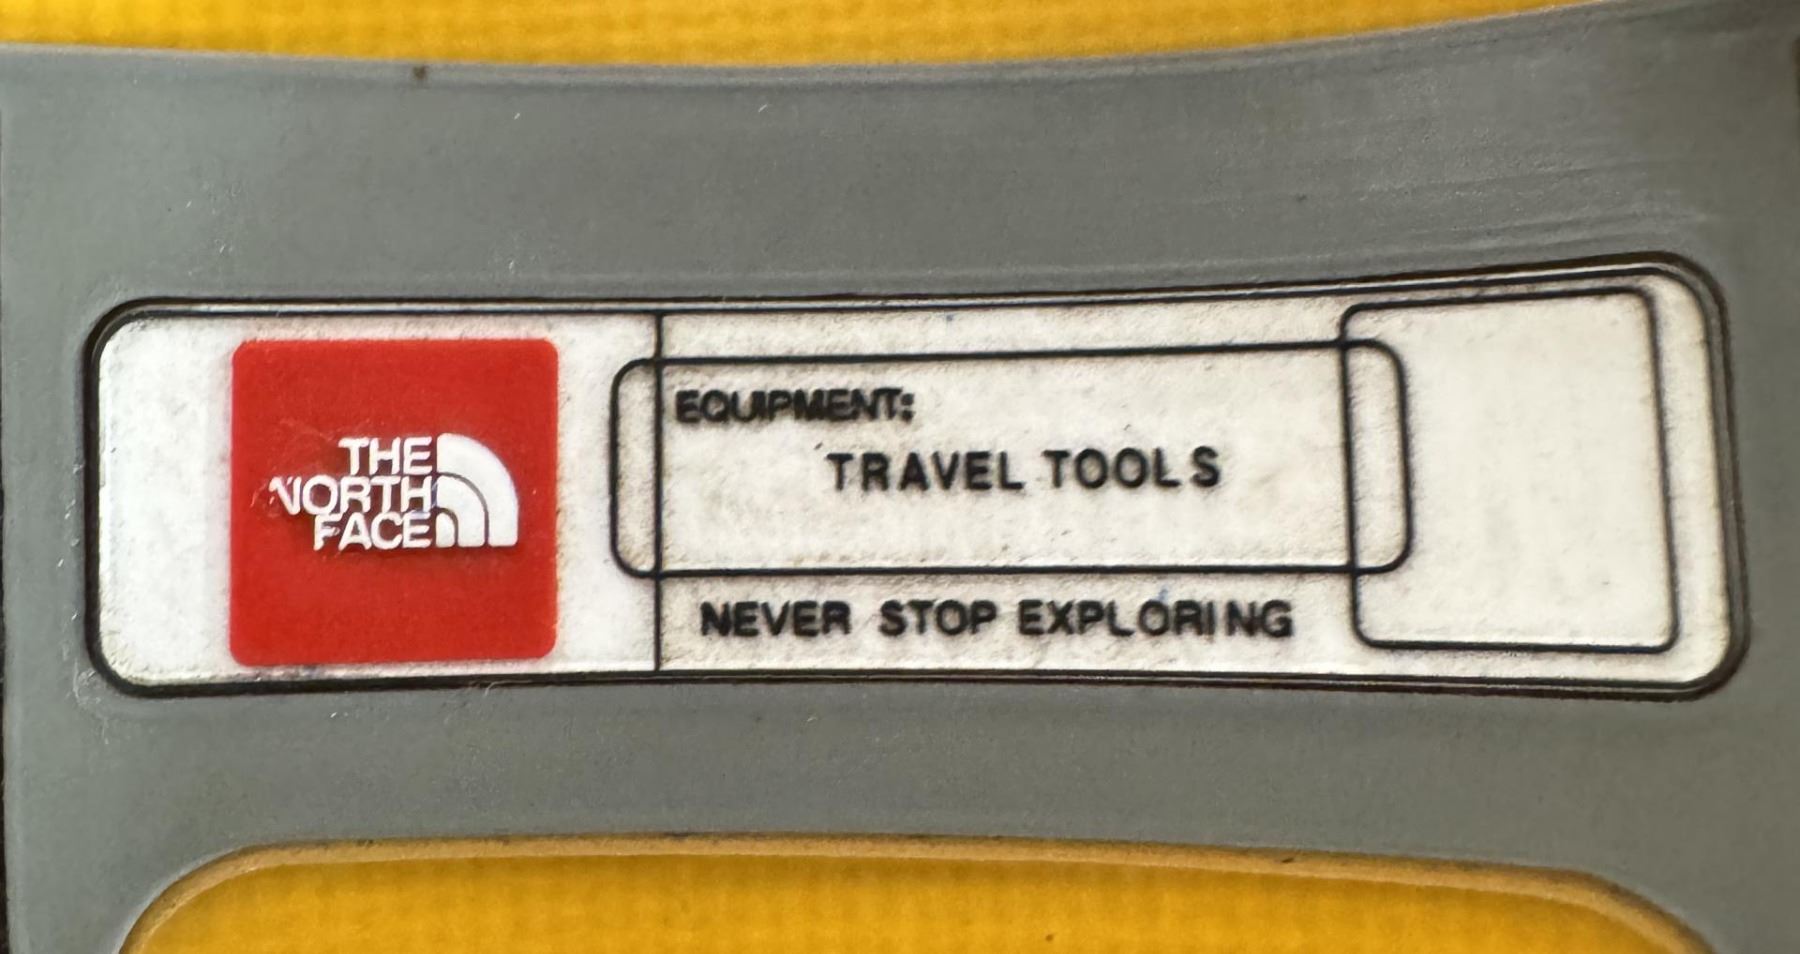 THE
NORTH
FACE
EQUIPMENT:
TRAVEL TOOLS
NEVER STOP EXPLORING